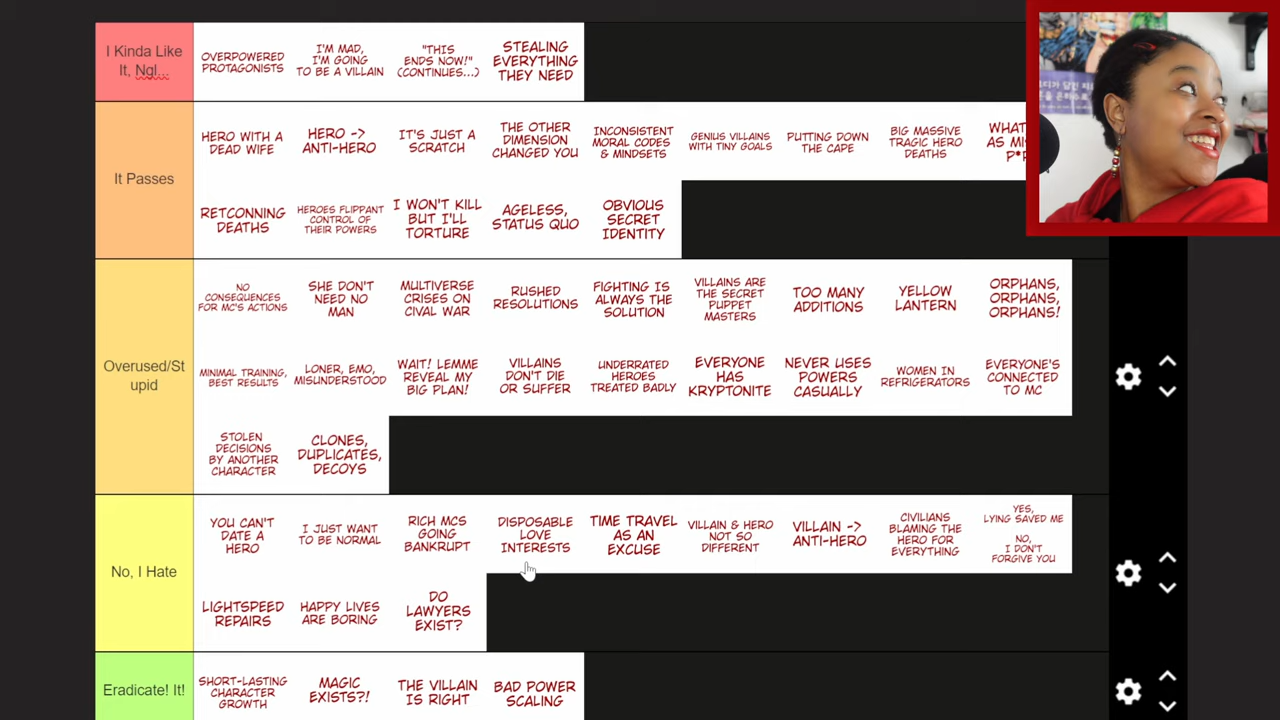 I Kinda Like
It, Ngl...
OVERPOWERED
PROTAGONISTS
I'M MAD,
I'M GOING
TO BE A VILLAIN
"THIS
ENDS NOW!"
(CONTINUES...)
STEALING
EVERYTHING
THEY NEED
It Passes
HERO WITH A
DEAD WIFE
HERO ->
ANTI-HERO
IT'S JUST A
SCRATCH
THE OTHER
DIMENSION
CHANGED YOU
INCONSISTENT
MORAL CODES
& MINDSETS
GENIUS VILLAINS
WITH TINY GOALS
PUTTING DOWN
THE CAPE
BIG MASSIVE
TRAGIC HERO
DEATHS
WHAT
AS
RETCONNING
DEATHS
HEROES FLIPPANT
CONTROL OF
THEIR POWERS
I WON'T KILL
BUT I'LL
TORTURE
AGELESS,
STATUS QUO
OBVIOUS
SECRET
IDENTITY
Overused/St
upid
NO
CONSEQUENCES
FOR MC'S ACTIONS
SHE DON'T
NEED NO
MAN
MULTIVERSE
CRISES ON
CIVAL WAR
RUSHED
RESOLUTIONS
FIGHTING IS
ALWAYS THE
SOLUTION
VILLAINS ARE
THE SECRET
PUPPET
MASTERS
TOO MANY
ADDITIONS
YELLOW
LANTERN
ORPHANS,
ORPHANS,
ORPHANS!
MINIMAL TRAINING,
BEST RESULTS
LONER, EMO,
MISUNDERSTOOD
WAIT! LEMME
REVEAL MY
BIG PLAN!
VILLAINS
DON'T DIE
OR SUFFER
UNDERRATED
HEROES
TREATED BADLY
EVERYONE
HAS
KRYPTONITE
NEVER USES
POWERS
CASUALLY
WOMEN IN
REFRIGERATORS
EVERYONE'S
CONNECTED
TO MC
STOLEN
DECISIONS
BY ANOTHER
CHARACTER
CLONES,
DUPLICATES,
DECOYS
No, I Hate
YOU CAN'T
DATE A
HERO
I JUST WANT
TO BE NORMAL
RICH MCS
GOING
BANKRUPT
DISPOSABLE
LOVE
INTERESTS
TIME TRAVEL
AS AN
EXCUSE
VILLAIN & HERO
NOT SO
DIFFERENT
VILLAIN ->
ANTI-HERO
CIVILIANS
BLAMING THE
HERO FOR
EVERYTHING
YES,
LYING SAVED ME
NO,
I DON'T
FORGIVE YOU
LIGHTSPEED
REPAIRS
HAPPY LIVES
ARE BORING
DO
LAWYERS
EXIST?
Eradicate! It!
SHORT-LASTING
CHARACTER
GROWTH
MAGIC
EXISTS?!
THE VILLAIN
IS RIGHT
BAD POWER
SCALING